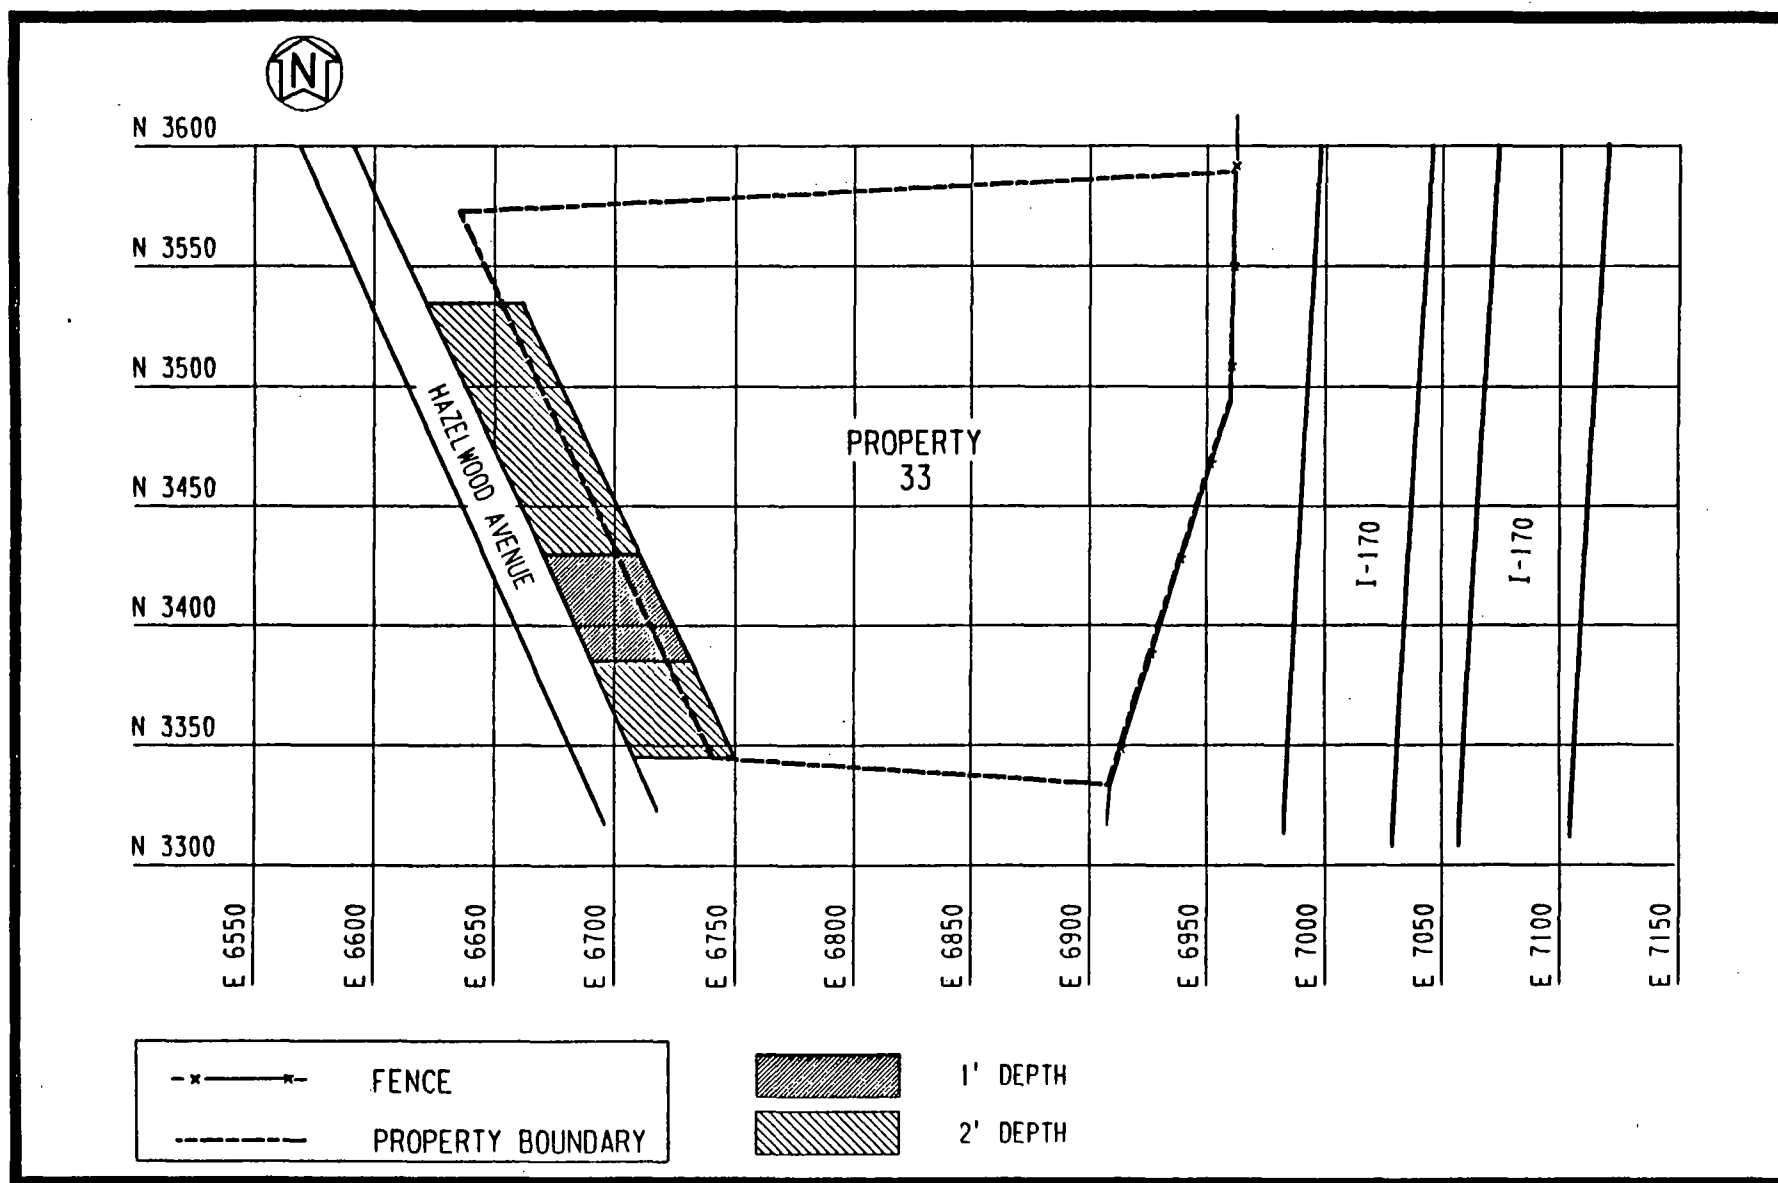 N
N 3600
N 3550
N 3500
N 3450
N 3400
N 3350
N 3300
HAZELWOOD AVENUE
PROPERTY
33
I-170
I-170
E 6550
E 6600
E 6650
E 6700
E 6750
E 6800
E 6850
E 6900
E 6950
E 7000
E 7050
E 7100
E 7150
FENCE
PROPERTY BOUNDARY
1' DEPTH
2' DEPTH